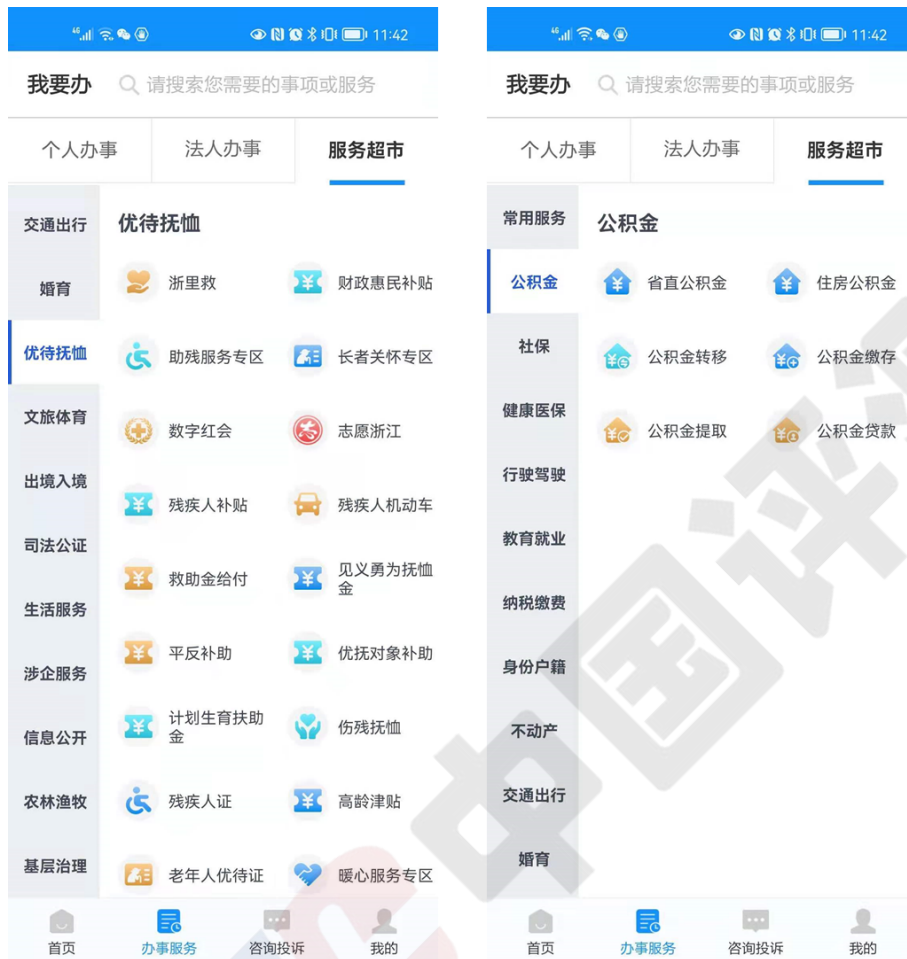 46 11:42
我要办 请搜索您需要的事项或服务
个人办事 法人办事 服务超市
交通出行
婚育
优待抚恤
文旅体育
出境入境
司法公证
生活服务
涉企服务
信息公开
农林渔牧
基层治理
优待抚恤
浙里救 财政惠民补贴
助残服务专区 长者关怀专区
数字红会 志愿浙江
残疾人补贴 残疾人机动车
救助金给付 见义勇为抚恤
金
平反补助 优抚对象补助
计划生育扶助
金
伤残抚恤
残疾人证 高龄津贴
老年人优待证 暖心服务专区
首页 办事服务 咨询投诉 我的
46 11:42
我要办 请搜索您需要的事项或服务
个人办事 法人办事 服务超市
常用服务
公积金
社保
健康医保
行驶驾驶
教育就业
纳税缴费
身份户籍
不动产
交通出行
婚育
公积金
省直公积金 住房公积金
公积金转移 公积金缴存
公积金提取 公积金贷款
首页 办事服务 咨询投诉 我的
中国评测